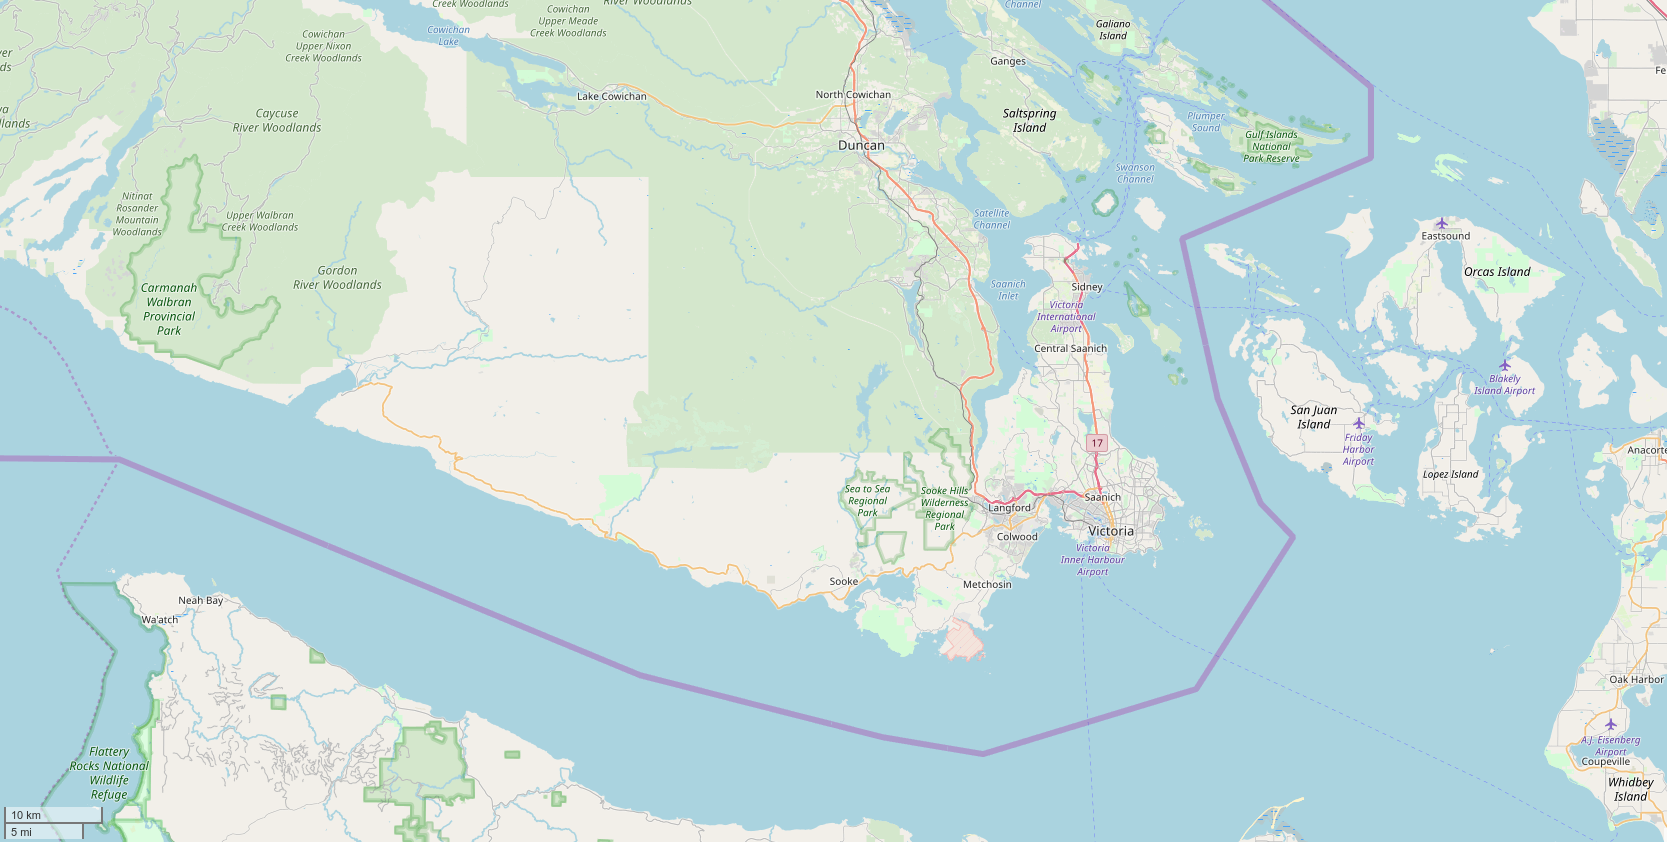 Creek Woodlands
Cowichan
Upper Meade
Creek Woodlands
River Woodlands
Channel
Galiano
Island
Cowichan
Lake
Cowichan
Upper Nixon
Creek Woodlands
Ganges
Lake Cowichan
North Cowichan
Saltspring
Island
Plumper
Sound
Gulf Islands
National
Park Reserve
Caycuse
River Woodlands
Duncan
Swanson
Channel
Nitinat
Rosander
Mountain
Woodlands
Upper Walbran
Creek Woodlands
Satellite
Channel
Eastsound
Orcas Island
Gordon
River Woodlands
Carmanah
Walbran
Provincial
Park
Saanich
Inlet
Sidney
Victoria
International
Airport
Central Saanich
Blakely
Island Airport
San Juan
Island
Friday
Harbor
Airport
17
Anacorte
Lopez Island
Sea to Sea
Regional
Park
Sooke Hills
Wilderness
Regional
Park
Langford
Saanich
Victoria
Colwood
Victoria
Inner Harbour
Airport
Sooke
Metchosin
Neah Bay
Wa'atch
Oak Harbor
Flattery
Rocks National
Wildlife
Refuge
A.J. Eisenberg
Airport
Coupeville
Whidbey
Island
10 km
5 mi